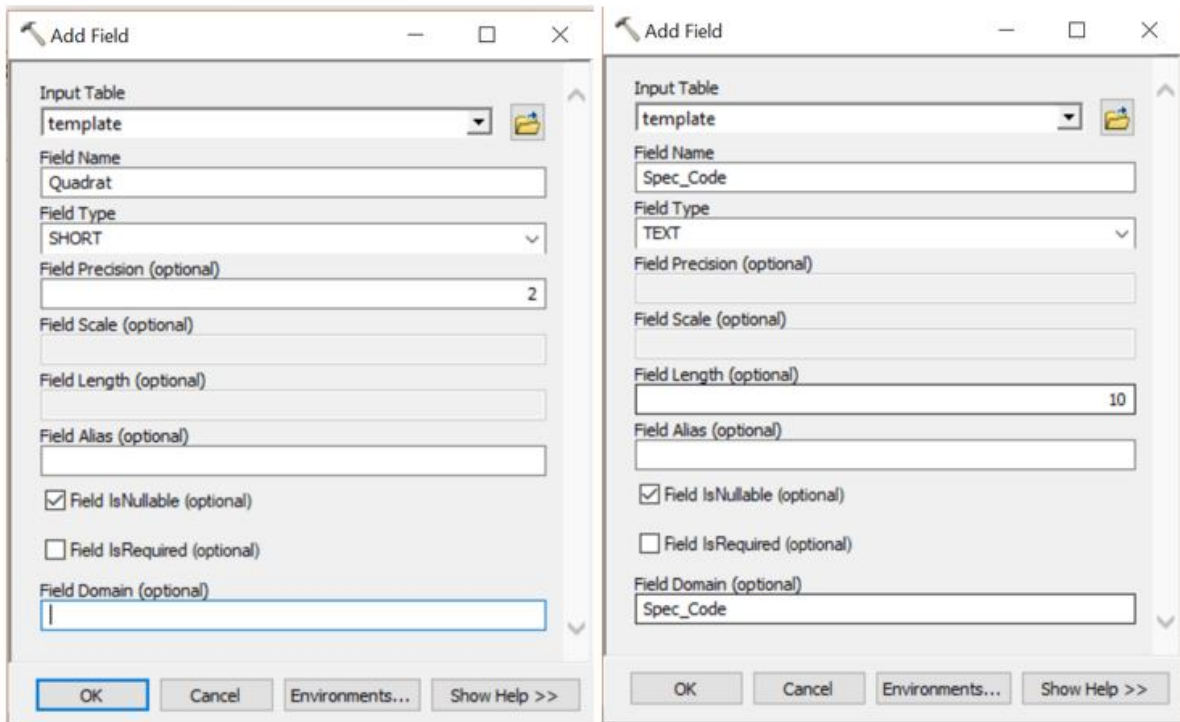 Add Field
Input Table
template
Field Name
Quadrat
Field Type
SHORT
Field Precision (optional)
2
Field Scale (optional)
Field Length (optional)
Field Alias (optional)
Field IsNullable (optional)
Field IsRequired (optional)
Field Domain (optional)
OK Cancel Environments... Show Help >>
Add Field
Input Table
template
Field Name
Spec_Code
Field Type
TEXT
Field Precision (optional)
Field Scale (optional)
Field Length (optional)
10
Field Alias (optional)
Field IsNullable (optional)
Field IsRequired (optional)
Field Domain (optional)
Spec_Code
OK Cancel Environments... Show Help >>